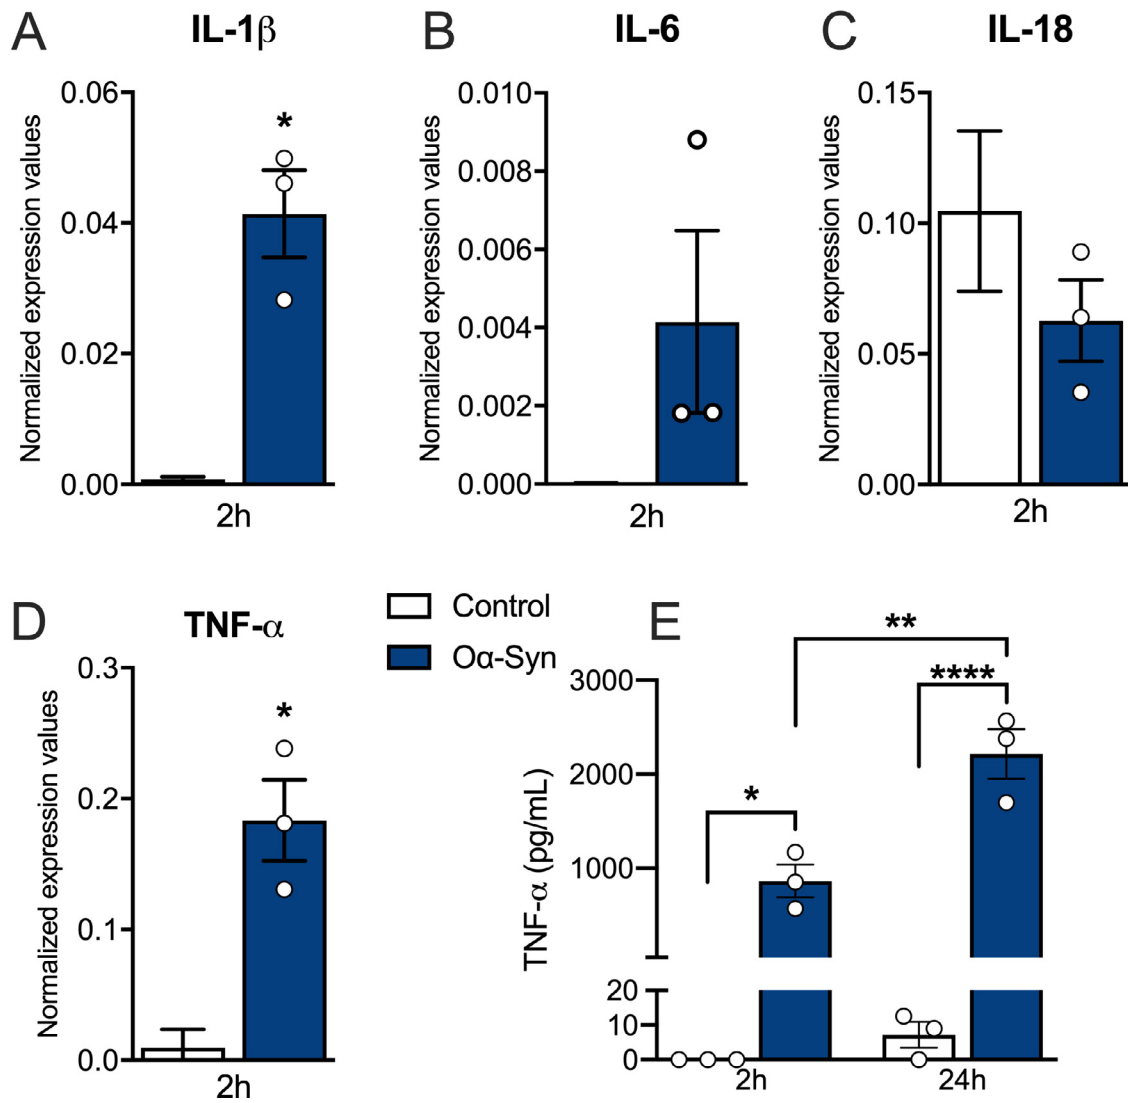 A IL-1β
Normalized expression values
0.06
0.04
0.02
0.00
*
2h
B IL-6
Normalized expression values
0.010
0.008
0.006
0.004
0.002
0.000
2h
C IL-18
Normalized expression values
0.15
0.10
0.05
0.00
2h
D TNF-α
Normalized expression values
0.3
0.2
0.1
0.0
*
2h
Control
Oα-Syn
E
TNF-α (pg/mL)
3000
2000
1000
20
10
0
*
**
****
2h 24h